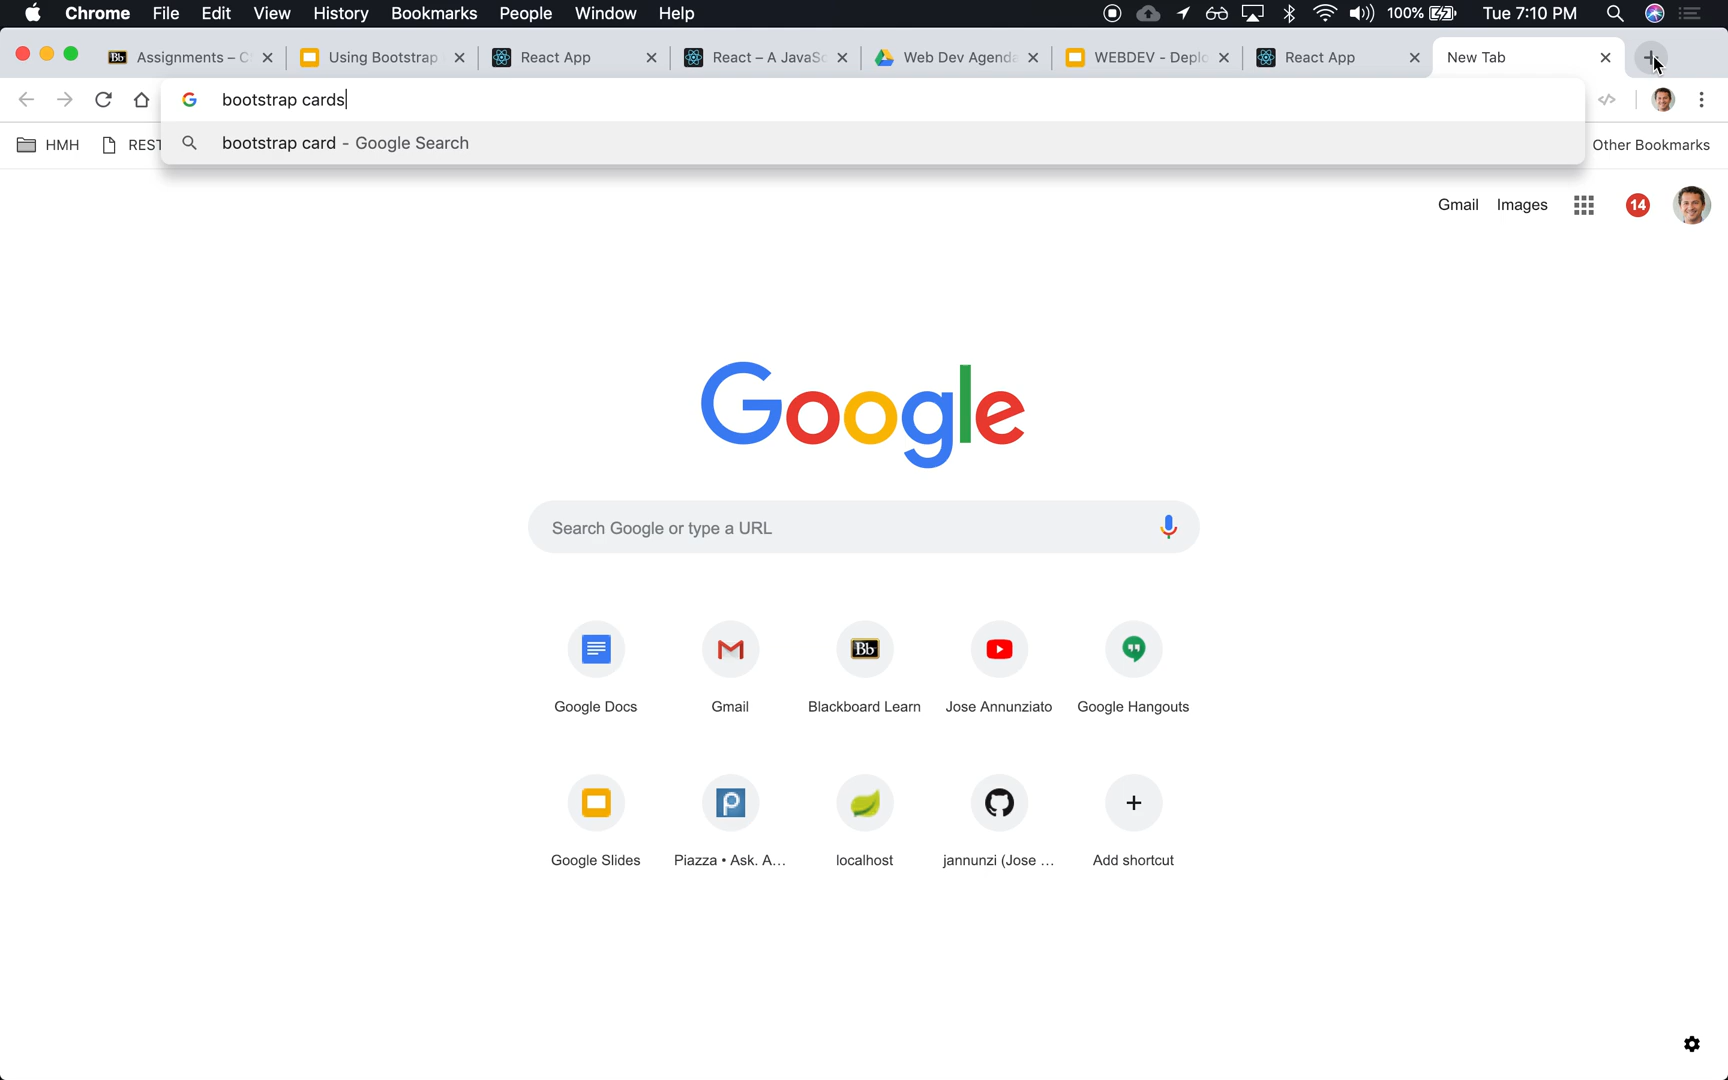 Chrome File Edit View History Bookmarks People Window Help 100% Tue 7:10 PM
Bb Assignments – C Using Bootstrap React App React – A JavaSc Web Dev Agenda WEBDEV - Deplo React App New Tab
G bootstrap cards
HMH REST bootstrap card - Google Search Other Bookmarks
Gmail Images 14
Google
Search Google or type a URL
Bb
Google Docs Gmail Blackboard Learn Jose Annunziato Google Hangouts
Google Slides Piazza • Ask. A... localhost jannunzi (Jose ... Add shortcut